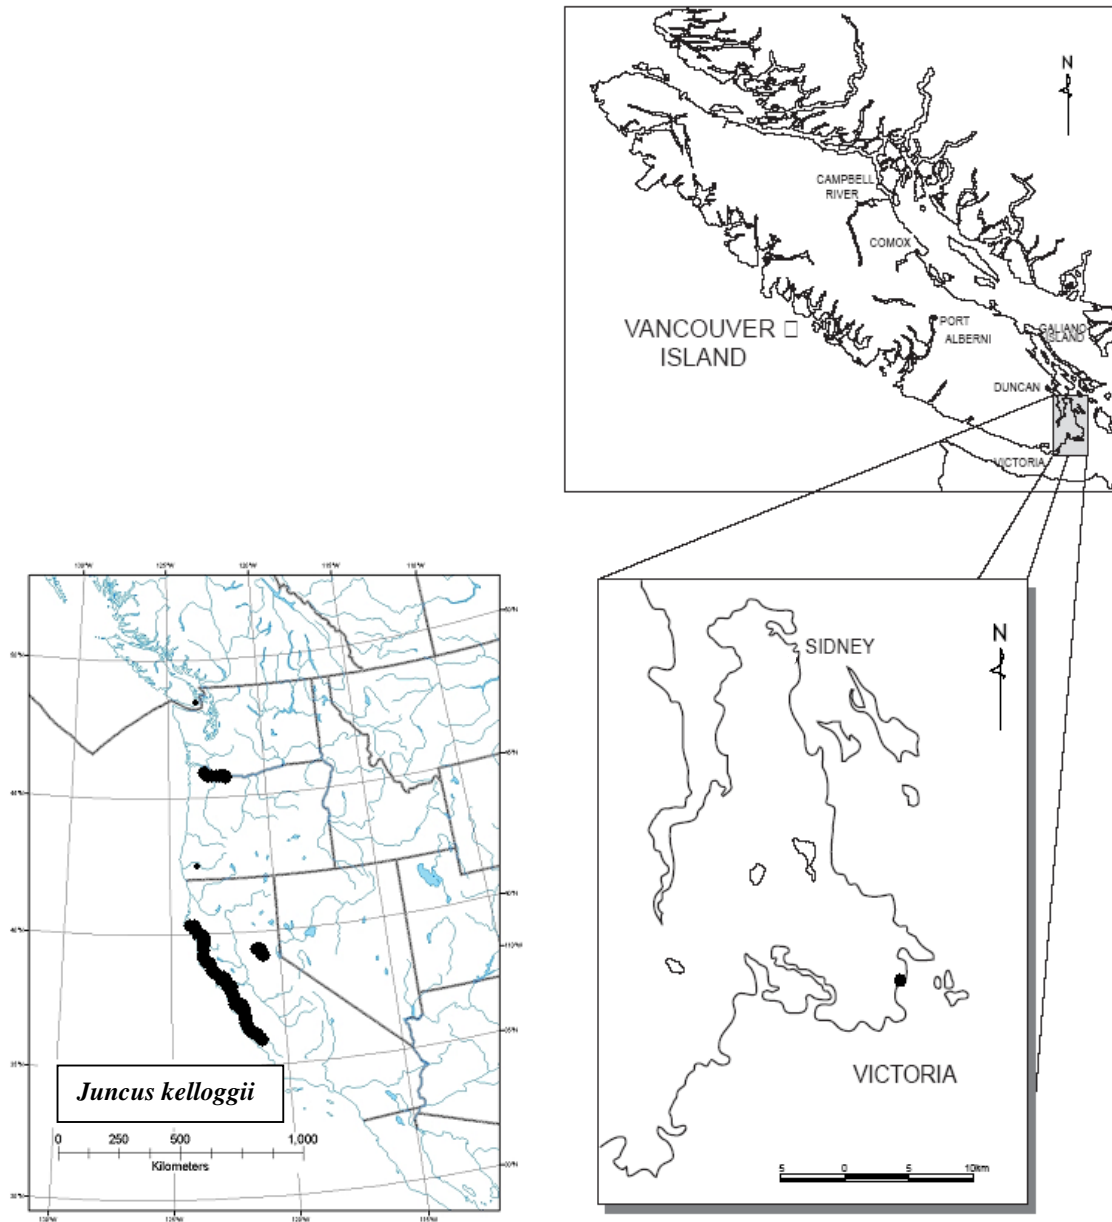 N
CAMPBELL
RIVER
COMOX
VANCOUVER □
ISLAND
PORT
ALBERNI
GALIANO
ISLAND
DUNCAN
VICTORIA
Juncus kelloggii
0 250 500 1,000
Kilometers
SIDNEY
N
VICTORIA
5 0 5 10km